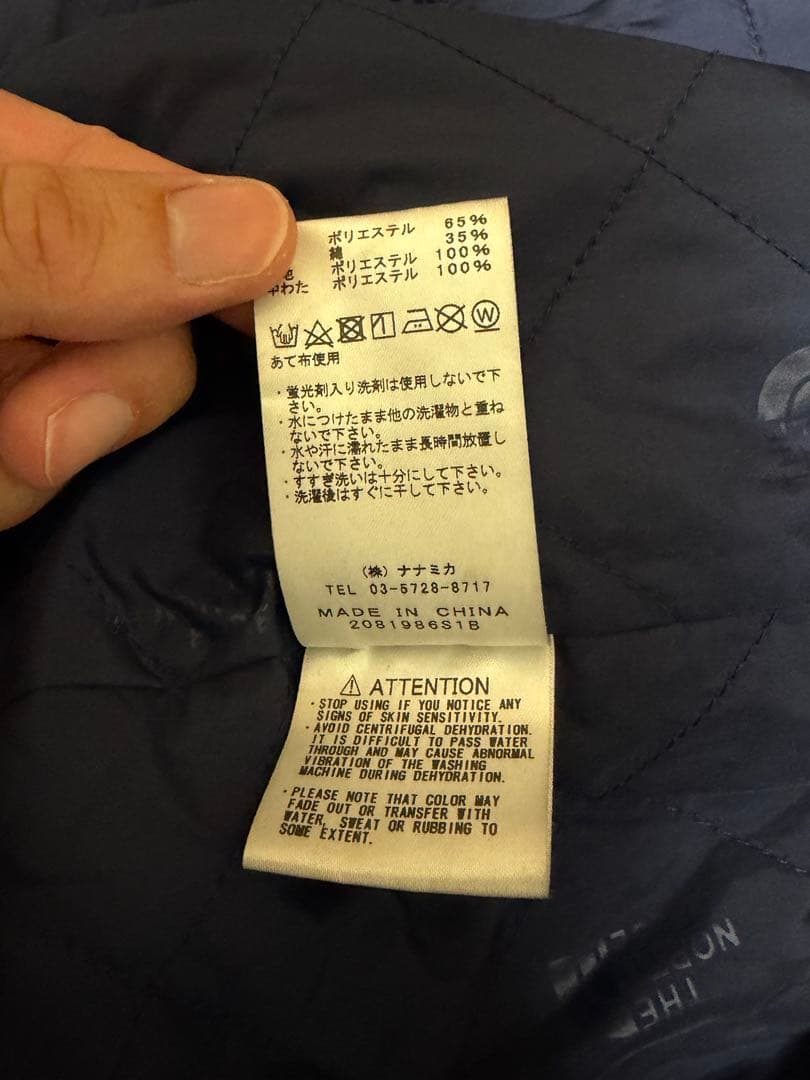 ポリエステル 65%
綿 35%
ポリエステル 100%
中わた ポリエステル 100%
W
あて布使用
・蛍光剤入り洗剤は使用しないで下
さい。
・水につけたまま他の洗濯物と重ね
ないで下さい。
・水や汗に濡れたまま長時間放置し
ないで下さい。
・すすぎ洗いは十分にして下さい。
・洗濯後はすぐに干して下さい。
(株) ナナミカ
TEL 03-5728-8717
MADE IN CHINA
2081986S1B
⚠ ATTENTION
・STOP USING IF YOU NOTICE ANY
SIGNS OF SKIN SENSITIVITY.
・AVOID CENTRIFUGAL DEHYDRATION.
IT IS DIFFICULT TO PASS WATER
THROUGH AND MAY CAUSE ABNORMAL
VIBRATION OF THE WASHING
MACHINE DURING DEHYDRATION.
・PLEASE NOTE THAT COLOR MAY
FADE OUT OR TRANSFER WITH
WATER, SWEAT OR RUBBING TO
SOME EXTENT.
THE